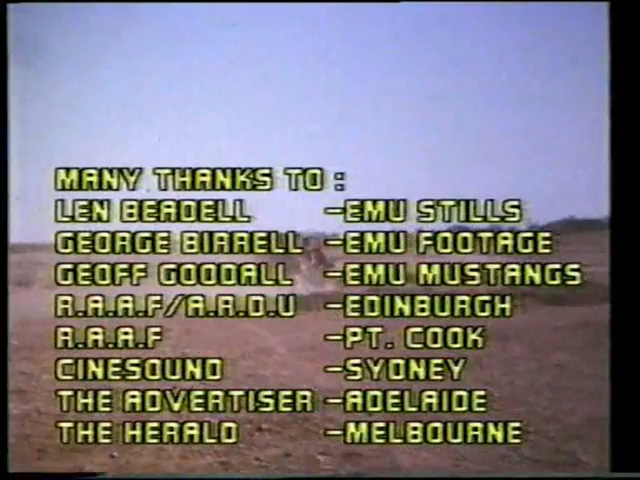 MANY THANKS TO :
LEN BEADELL -EMU STILLS
GEORGE BIRRELL -EMU FOOTAGE
GEOFF GOODALL -EMU MUSTANGS
R.A.A.F/A.R.D.U -EDINBURGH
R.A.A.F -PT. COOK
CINESOUND -SYDNEY
THE ADVERTISER -ADELAIDE
THE HERALD -MELBOURNE